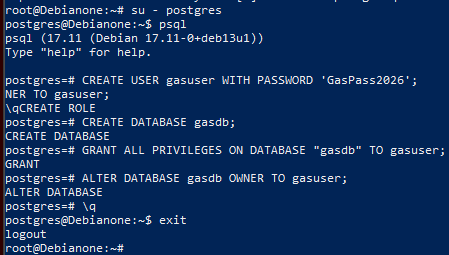 root@Debianone:~# su - postgres
postgres@Debianone:~$ psql
psql (17.11 (Debian 17.11-0+deb13u1))
Type "help" for help.

postgres=# CREATE USER gasuser WITH PASSWORD 'GasPass2026';
NER TO gasuser;
\qCREATE ROLE
postgres=# CREATE DATABASE gasdb;
CREATE DATABASE
postgres=# GRANT ALL PRIVILEGES ON DATABASE "gasdb" TO gasuser;
GRANT
postgres=# ALTER DATABASE gasdb OWNER TO gasuser;
ALTER DATABASE
postgres=# \q
postgres@Debianone:~$ exit
logout
root@Debianone:~#